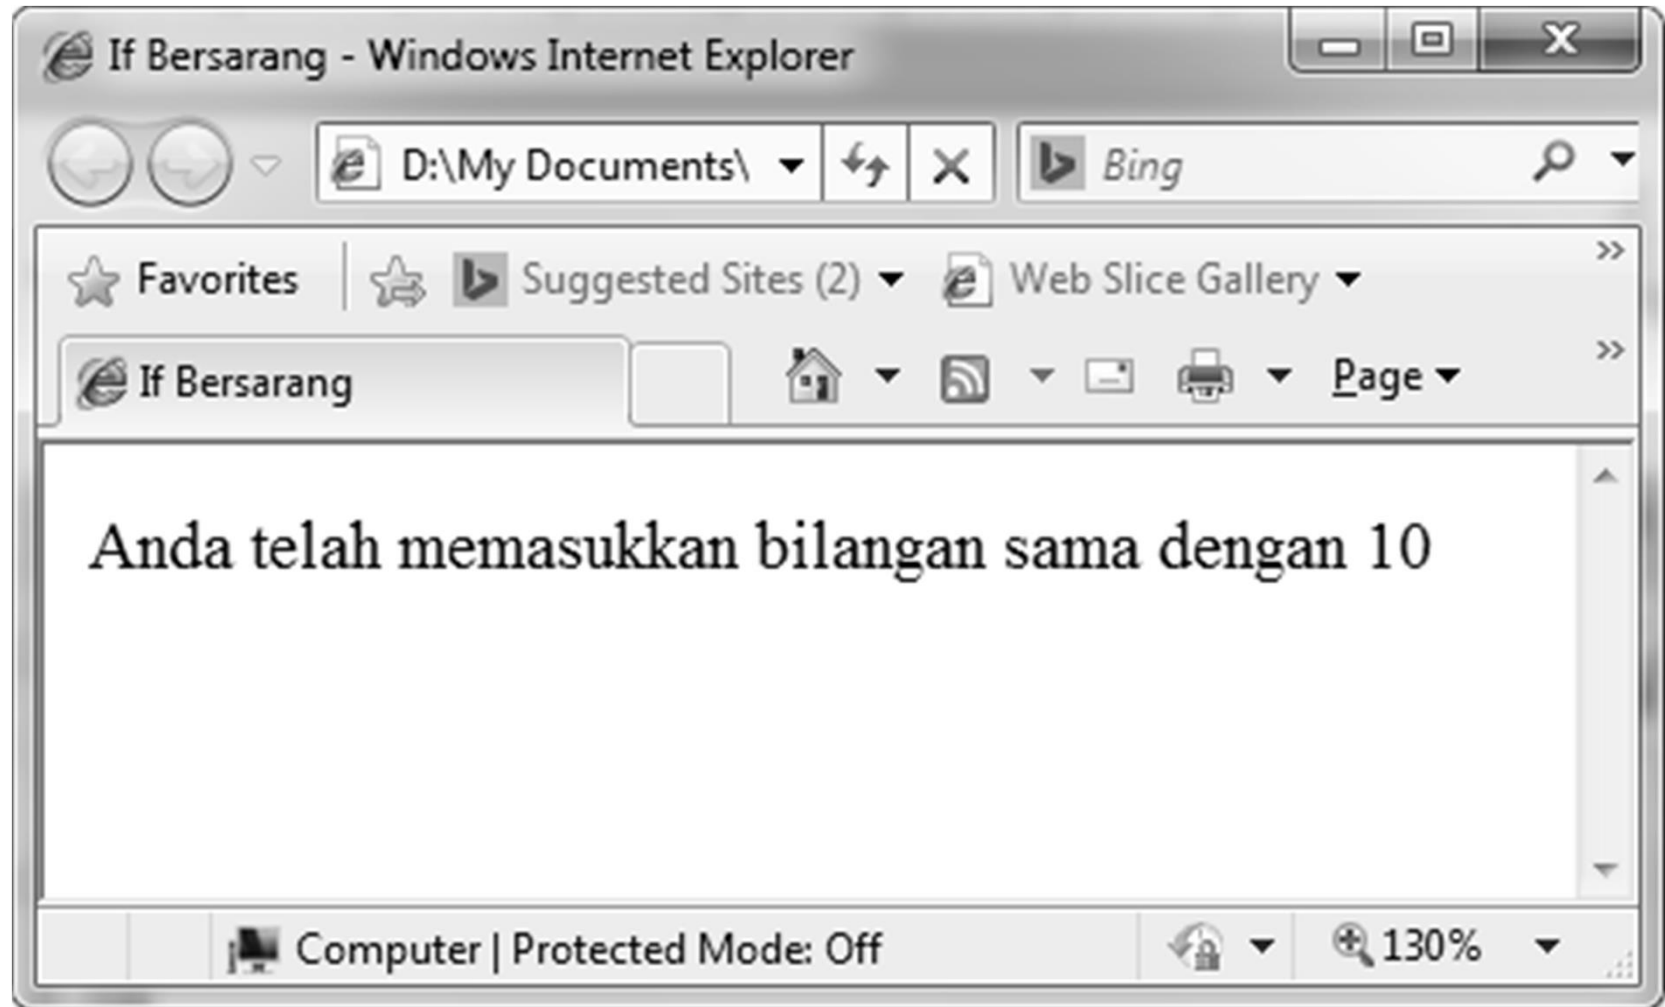 If Bersarang - Windows Internet Explorer
D:\My Documents\ Bing
Favorites Suggested Sites (2) Web Slice Gallery
If Bersarang Page
Anda telah memasukkan bilangan sama dengan 10
Computer | Protected Mode: Off 130%